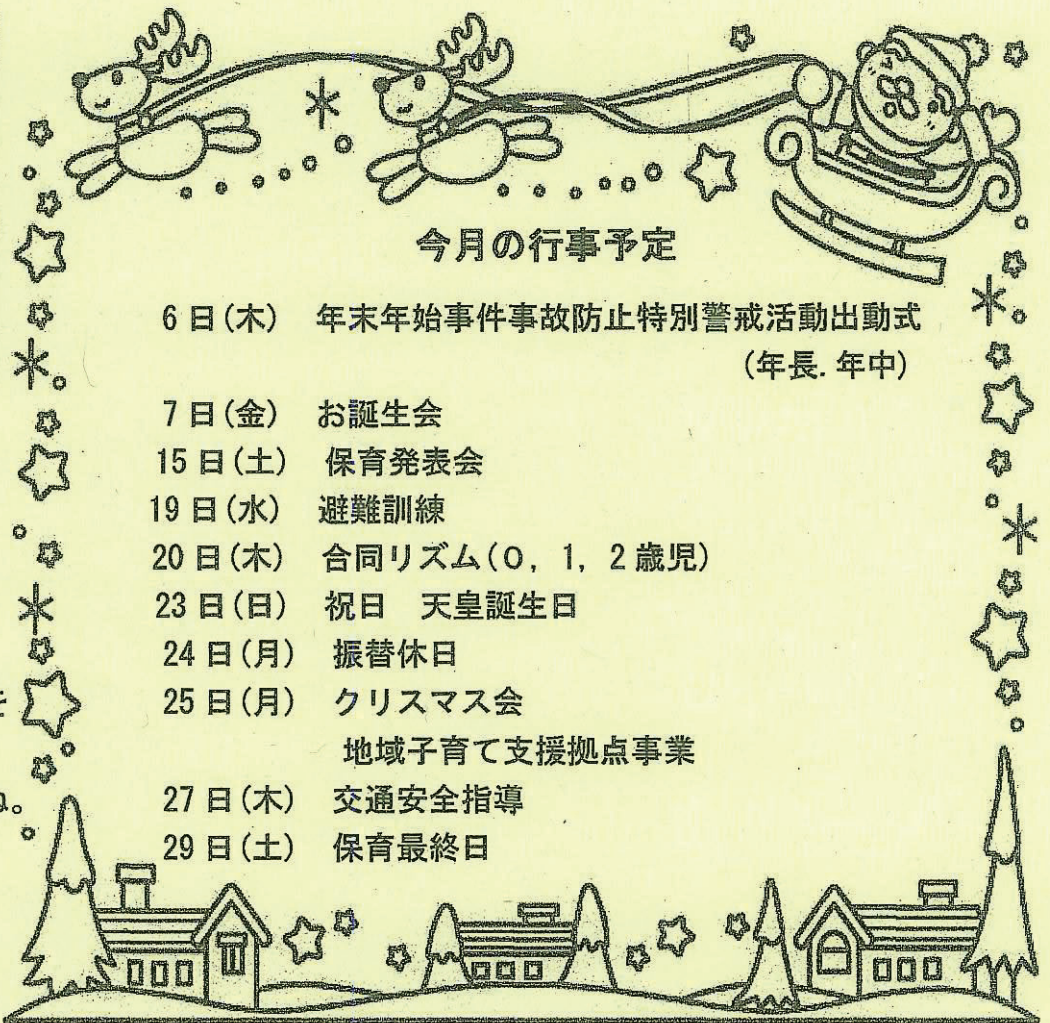 今月の行事予定
6日(木) 年末年始事件事故防止特別警戒活動出動式
(年長.年中)
7日(金) お誕生会
15日(土) 保育発表会
19日(水) 避難訓練
20日(木) 合同リズム(0, 1, 2歳児)
23日(日) 祝日 天皇誕生日
24日(月) 振替休日
25日(月) クリスマス会
地域子育て支援拠点事業
27日(木) 交通安全指導
29日(土) 保育最終日